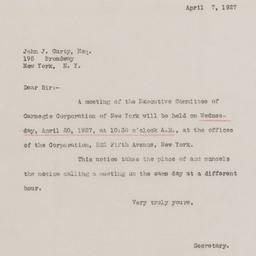 April 7, 1927
John J. Carty, Esq.
195 Broadway
New York, N. Y.
Dear Sir:-
A meeting of the Executive Committee of
Carnegie Corporation of New York will be held on Wednes-
day, April 20, 1927, at 10:30 o'clock A.M., at the offices
of the Corporation, 522 Fifth Avenue, New York.
This notice takes the place of and cancels
the notice calling a meeting on the same day at a different
hour.
Very truly yours,
Secretary.